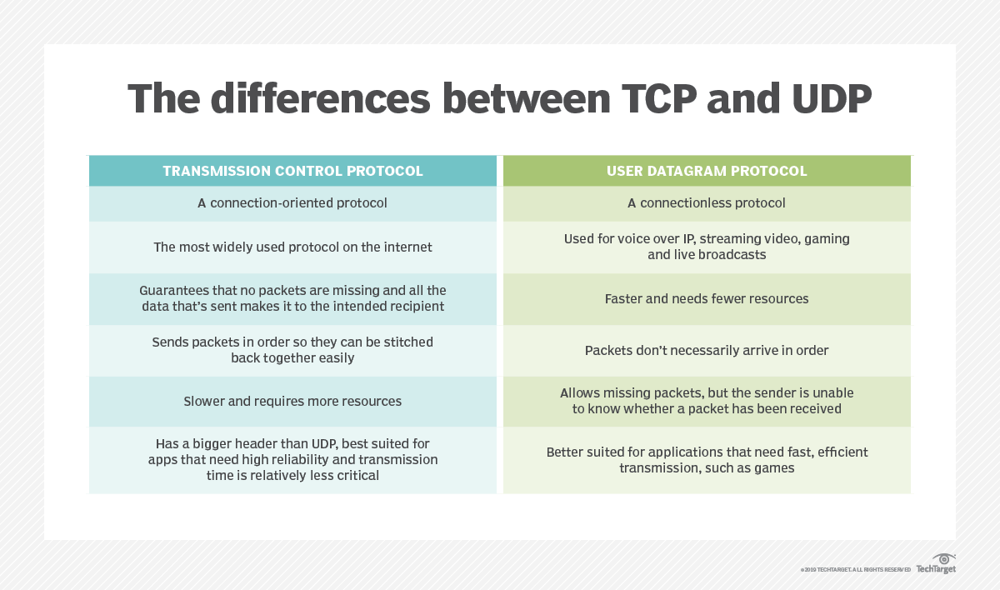 The differences between TCP and UDP
TRANSMISSION CONTROL PROTOCOL
USER DATAGRAM PROTOCOL
A connection-oriented protocol
A connectionless protocol
The most widely used protocol on the internet
Used for voice over IP, streaming video, gaming
and live broadcasts
Guarantees that no packets are missing and all the
data that’s sent makes it to the intended recipient
Faster and needs fewer resources
Sends packets in order so they can be stitched
back together easily
Packets don’t necessarily arrive in order
Slower and requires more resources
Allows missing packets, but the sender is unable
to know whether a packet has been received
Has a bigger header than UDP, best suited for
apps that need high reliability and transmission
time is relatively less critical
Better suited for applications that need fast, efficient
transmission, such as games
©2019 TECHTARGET. ALL RIGHTS RESERVED TechTarget